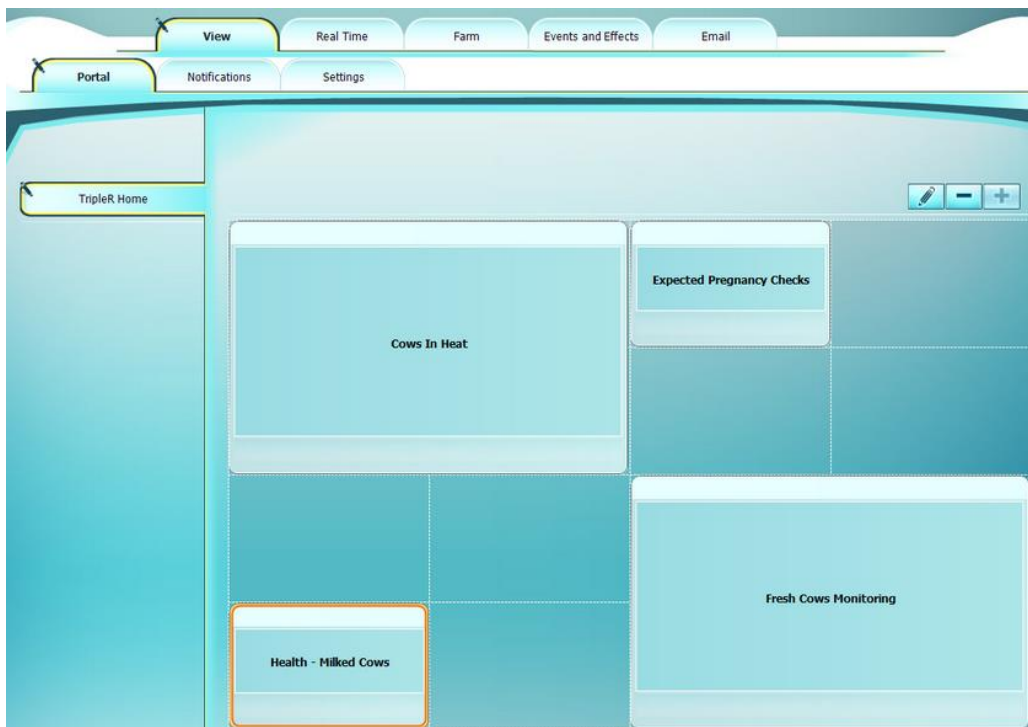 View
Real Time
Farm
Events and Effects
Email
Portal
Notifications
Settings
TripleR Home
Expected Pregnancy Checks
Cows In Heat
Fresh Cows Monitoring
Health - Milked Cows